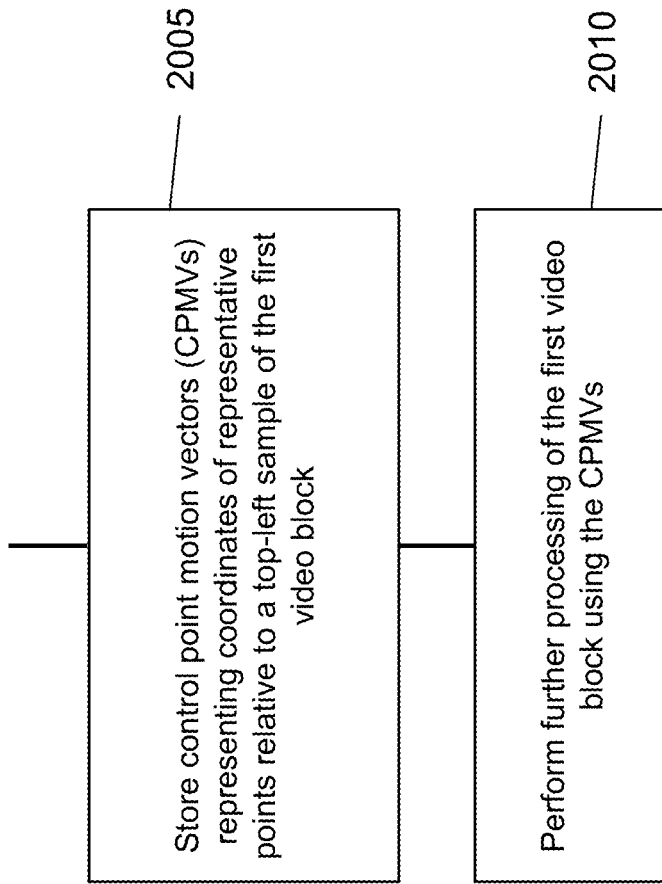 Store control point motion vectors (CPMVs)
representing coordinates of representative
points relative to a top-left sample of the first
video block
2005
Perform further processing of the first video
block using the CPMVs
2010